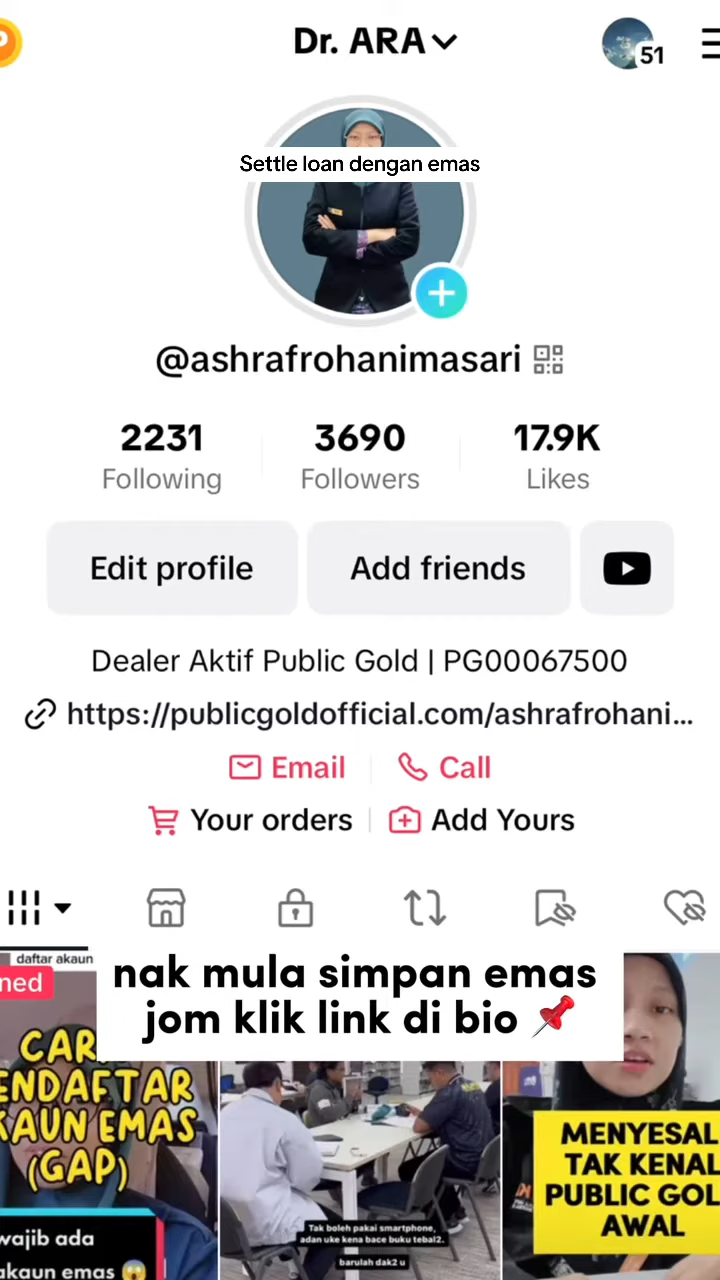 Dr. ARA
51
Settle loan dengan emas
@ashrafrohanimasari
2231
Following
3690
Followers
17.9K
Likes
Edit profile
Add friends
Dealer Aktif Public Gold | PG00067500
https://publicgoldofficial.com/ashrafrohani...
Email
Call
Your orders
Add Yours
nak mula simpan emas
jom klik link di bio
daftar akaun
ned
CAR
ENDAFTAR
KAUN EMAS
(GAP)
wajib ada
akaun emas
Tak boleh pakai smartphone,
adan uke kena bace buku tebal2.
barulah dak2 u
MENYESAL
TAK KENAL
PUBLIC GOL
AWAL